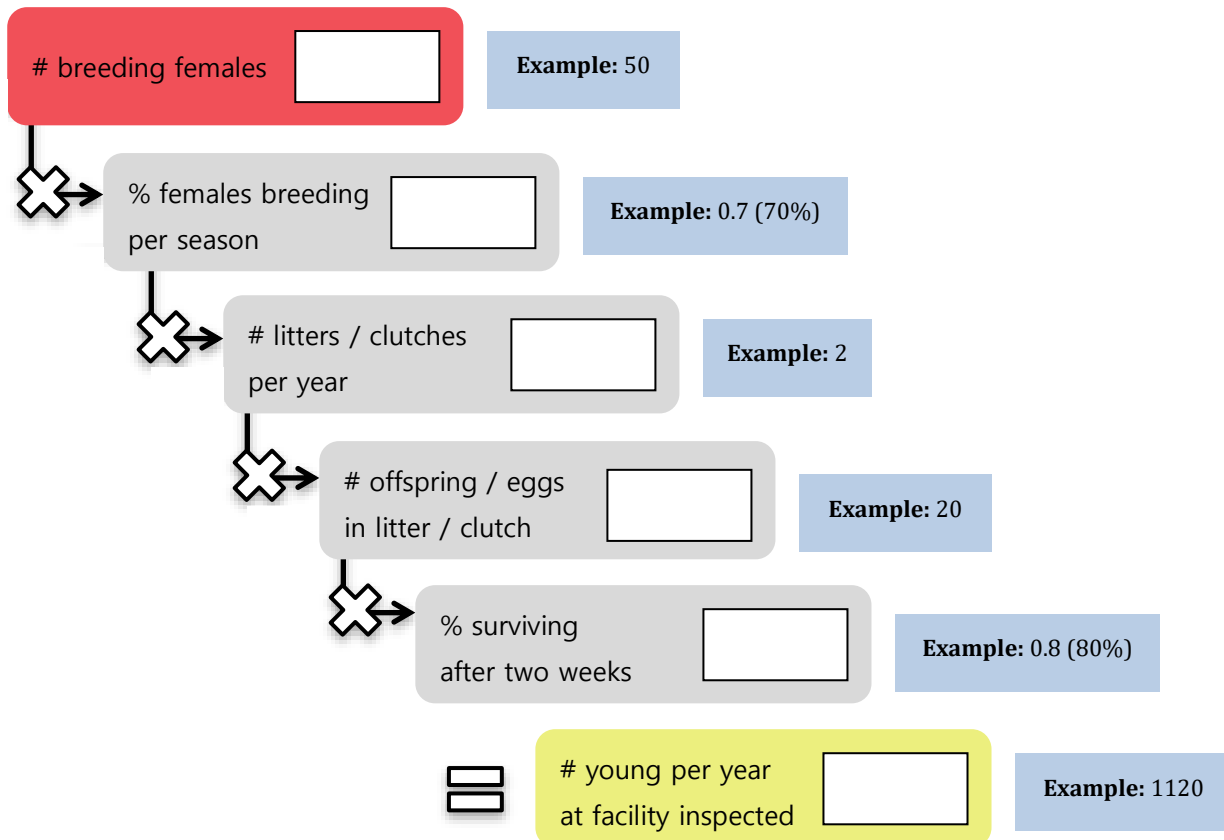 # breeding females
Example: 50
% females breeding
per season
Example: 0.7 (70%)
# litters / clutches
per year
Example: 2
# offspring / eggs
in litter / clutch
Example: 20
% surviving
after two weeks
Example: 0.8 (80%)
# young per year
at facility inspected
Example: 1120